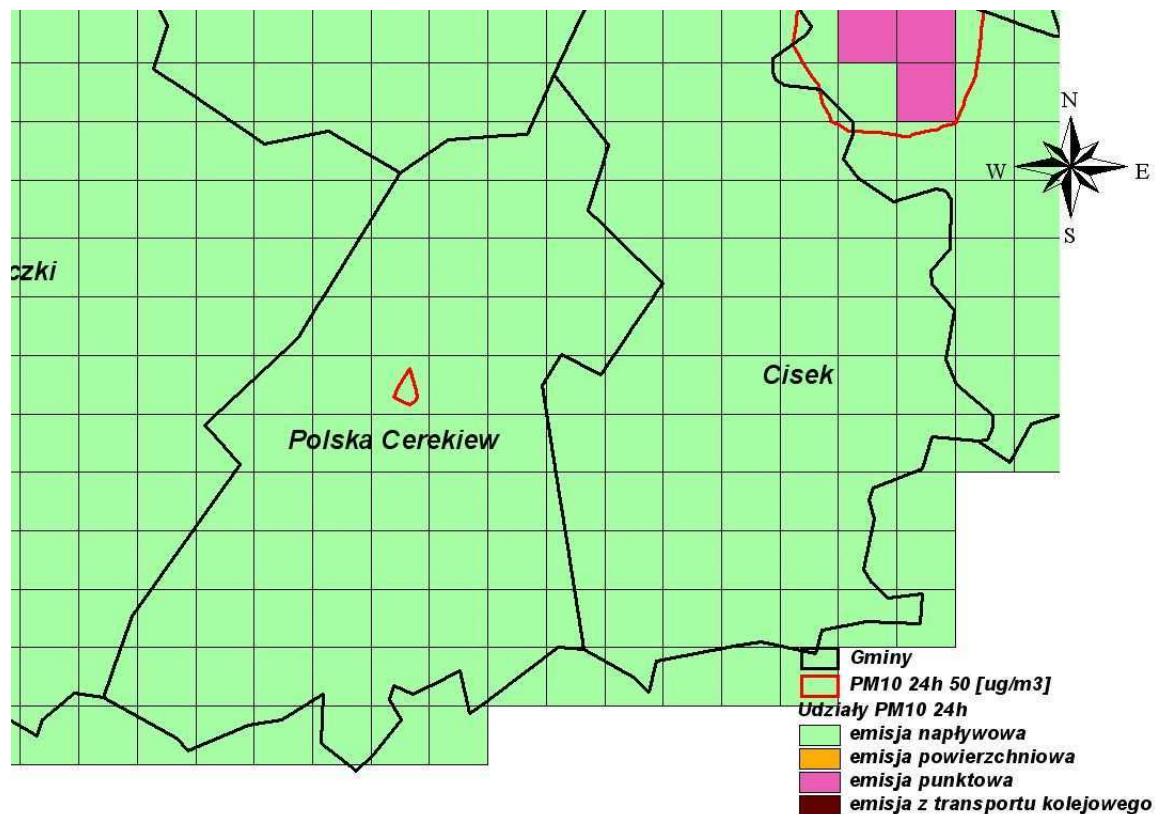 N
W E
S
czki
Cisek
Polska Cerekiew
Gminy
PM10 24h 50 [ug/m3]
Udziały PM10 24h
emisja napływowa
emisja powierzchniowa
emisja punktowa
emisja z transportu kolejowego